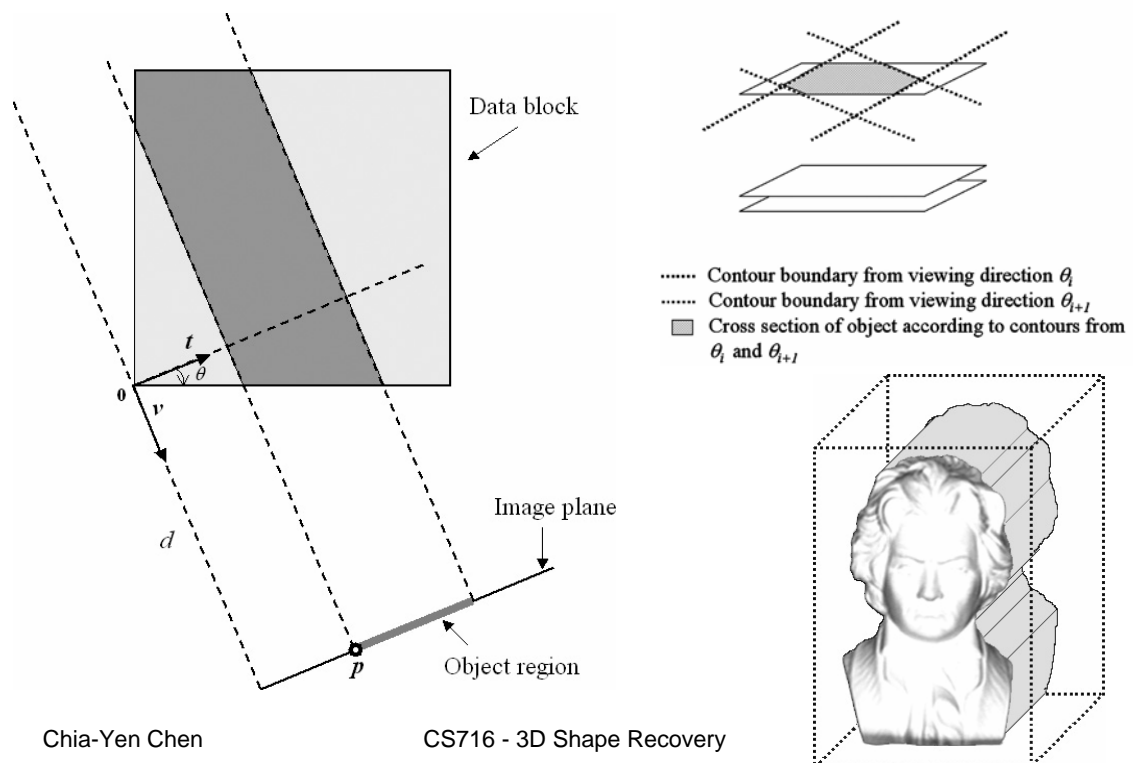 Data block
t
θ
0
v
d
Image plane
p
Object region
Contour boundary from viewing direction θi
Contour boundary from viewing direction θi+1
Cross section of object according to contours from
θi and θi+1
Chia-Yen Chen
CS716 - 3D Shape Recovery